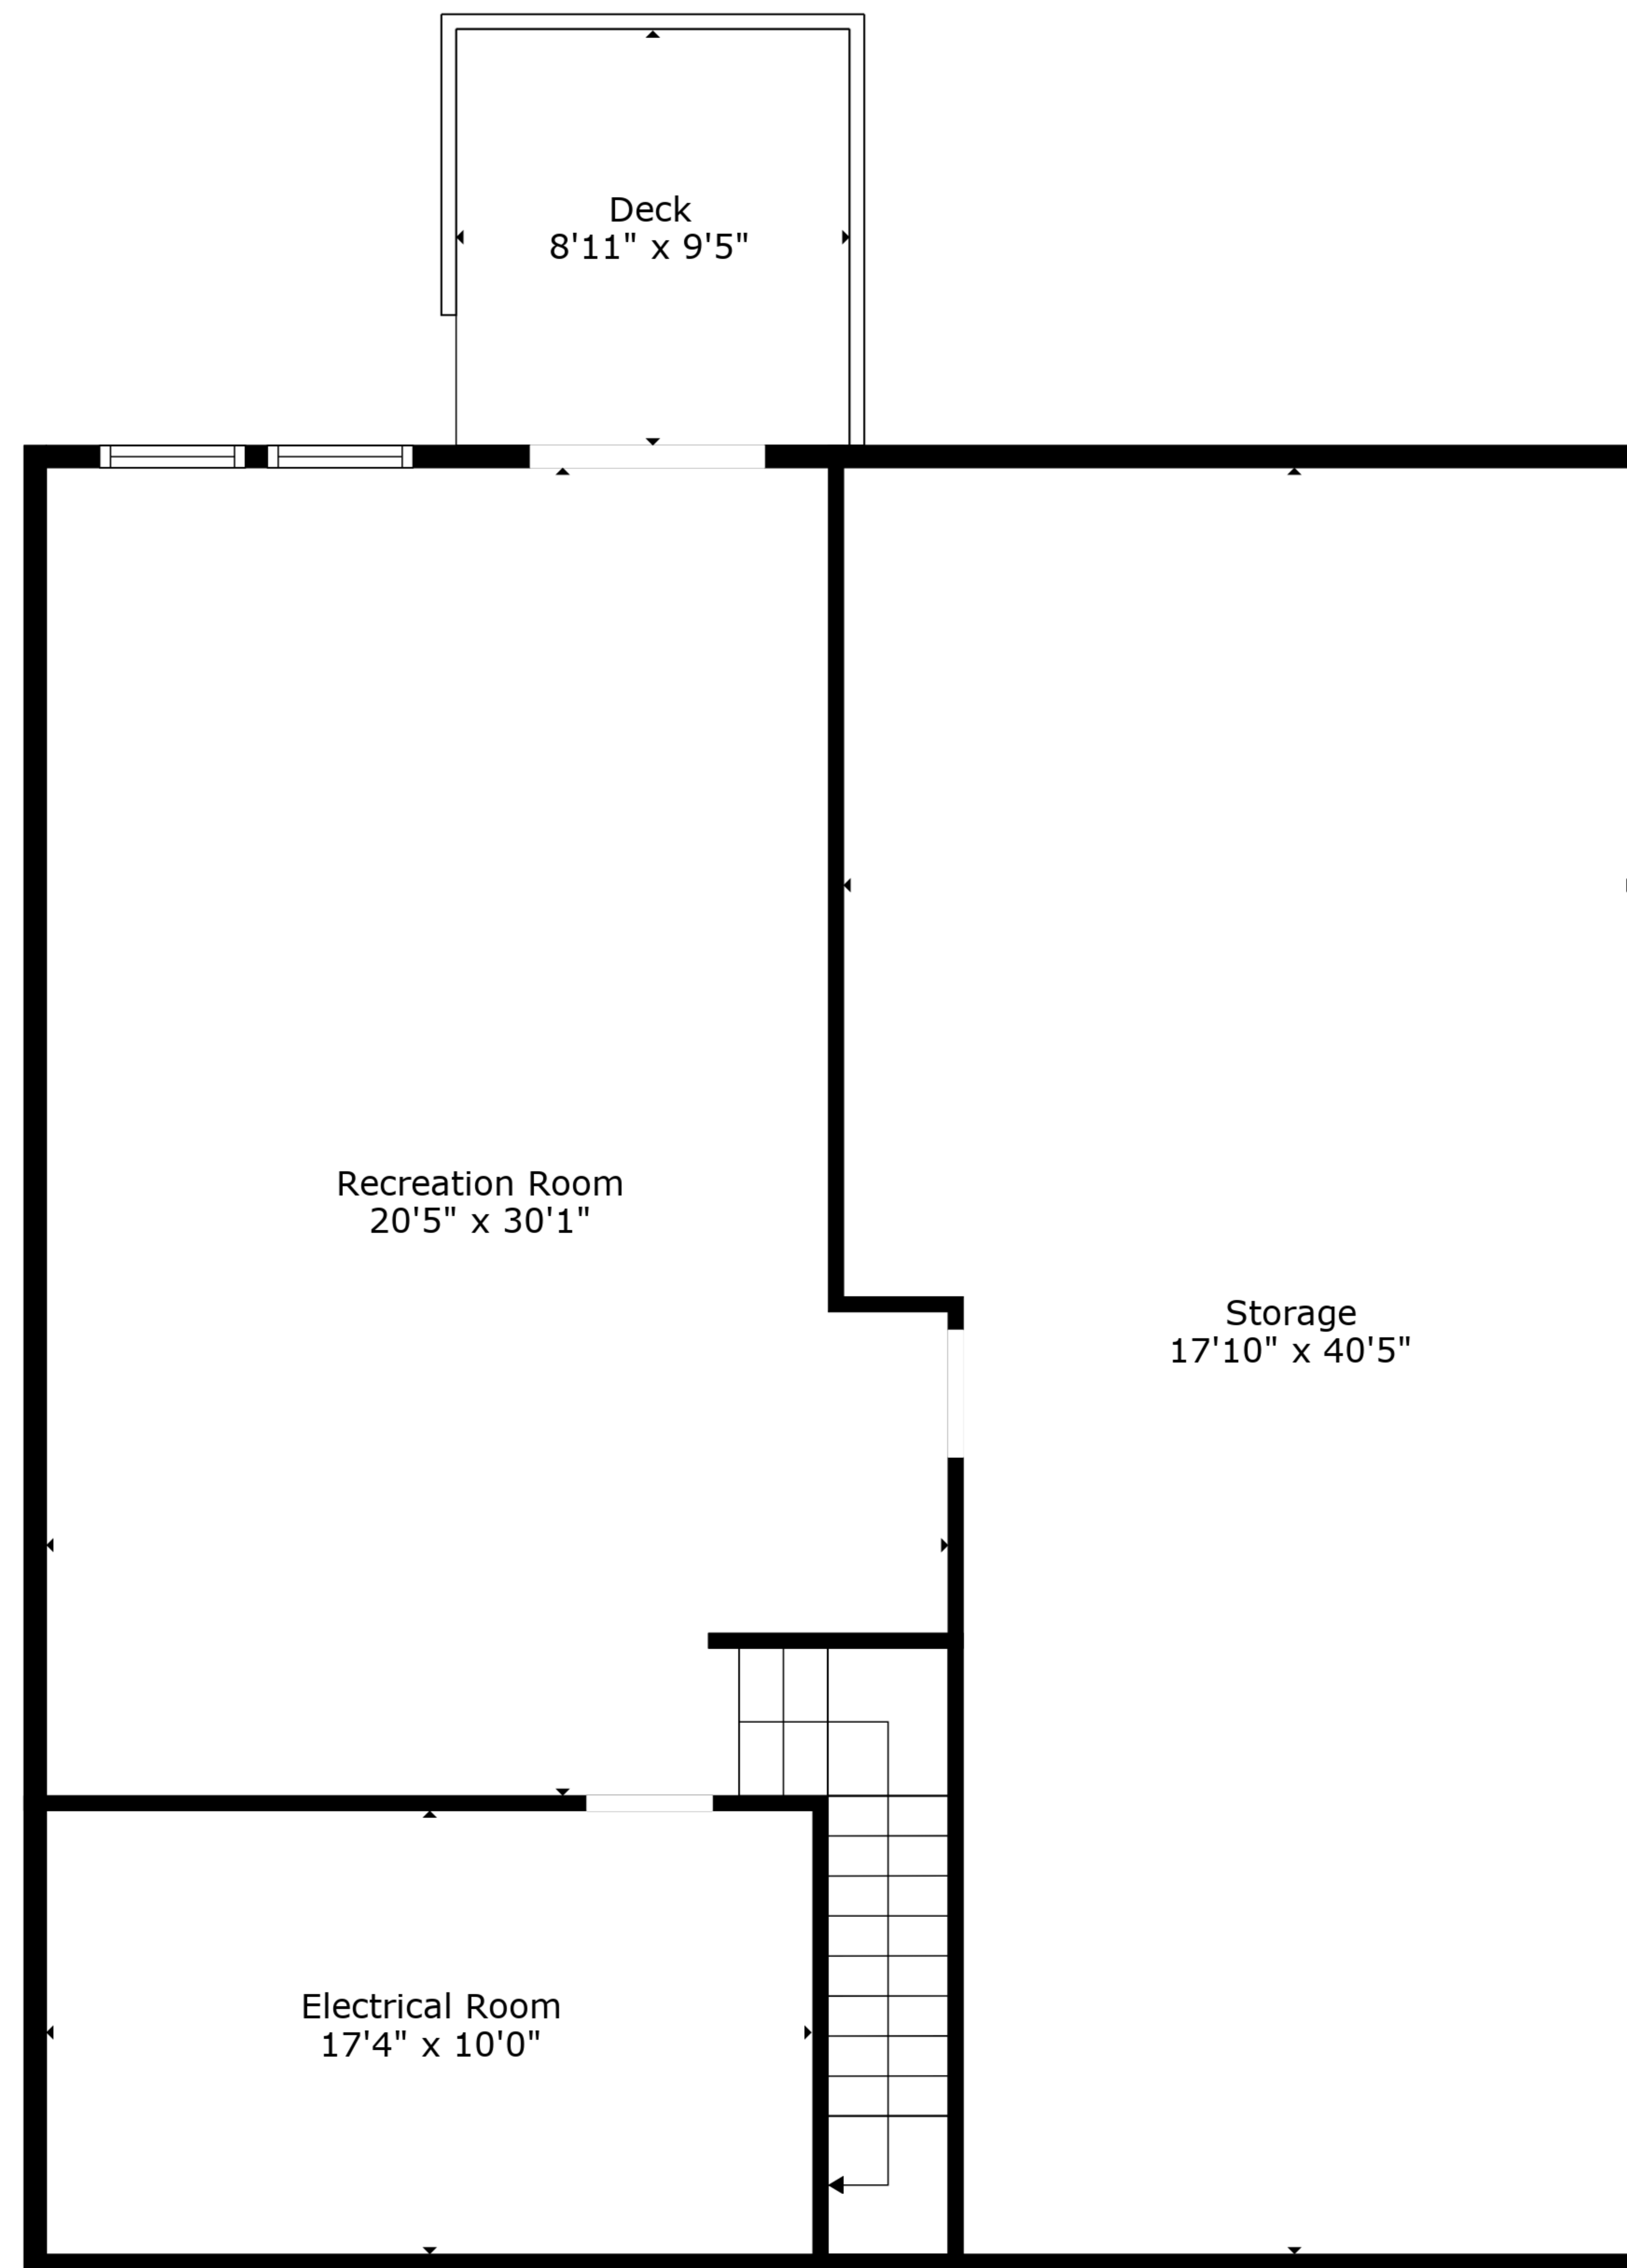 Deck
8'11" x 9'5"
Recreation Room
20'5" x 30'1"
Storage
17'10" x 40'5"
Electrical Room
17'4" x 10'0"